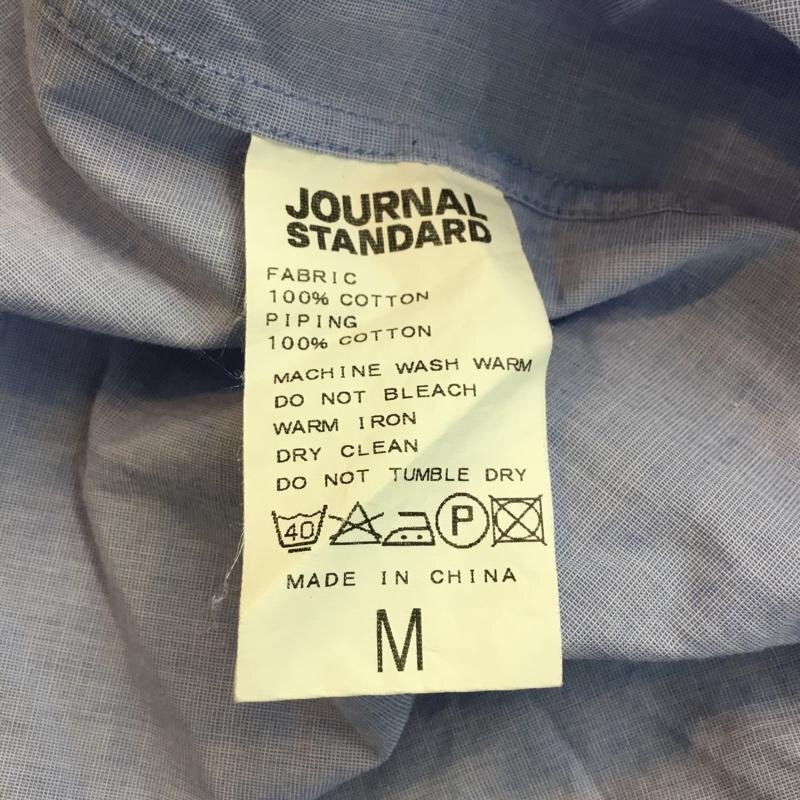 JOURNAL
STANDARD
FABRIC
100% COTTON
PIPING
100% COTTON
MACHINE WASH WARM
DO NOT BLEACH
WARM IRON
DRY CLEAN
DO NOT TUMBLE DRY
40 P
MADE IN CHINA
M